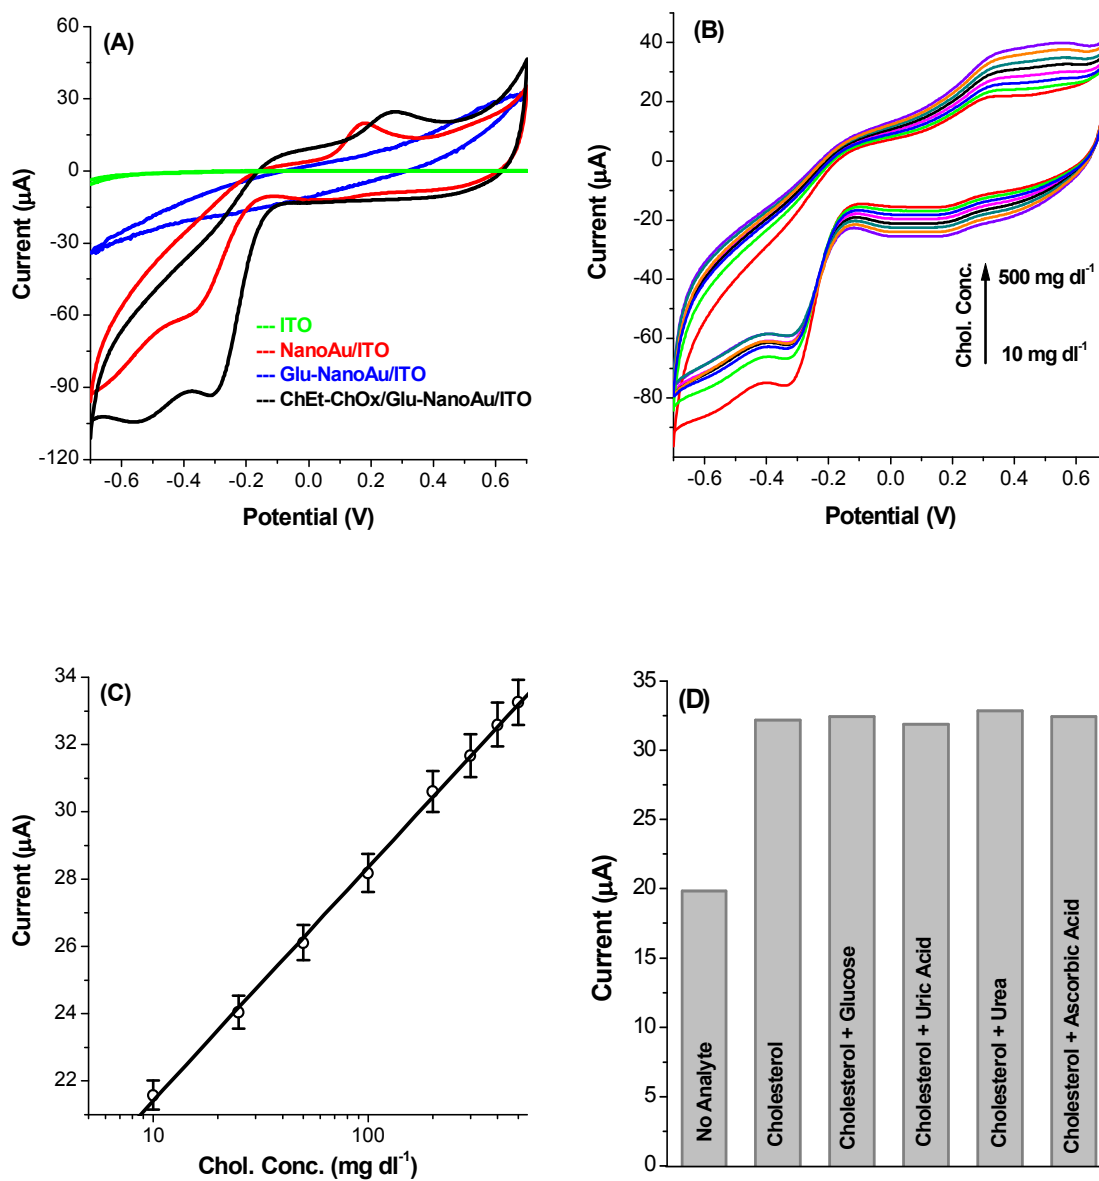 (A)
60
30
0
-30
-60
-90
-120
Current (µA)
--- ITO
--- NanoAu/ITO
--- Glu-NanoAu/ITO
--- ChEt-ChOx/Glu-NanoAu/ITO
-0.6 -0.4 -0.2 0.0 0.2 0.4 0.6
Potential (V)
(B)
40
20
0
-20
-40
-60
-80
Current (µA)
Chol. Conc.
500 mg dl⁻¹
10 mg dl⁻¹
-0.6 -0.4 -0.2 0.0 0.2 0.4 0.6
Potential (V)
(C)
34
32
30
28
26
24
22
Current (µA)
10 100
Chol. Conc. (mg dl⁻¹)
(D)
35
30
25
20
15
10
5
0
Current (µA)
No Analyte
Cholesterol
Cholesterol + Glucose
Cholesterol + Uric Acid
Cholesterol + Urea
Cholesterol + Ascorbic Acid